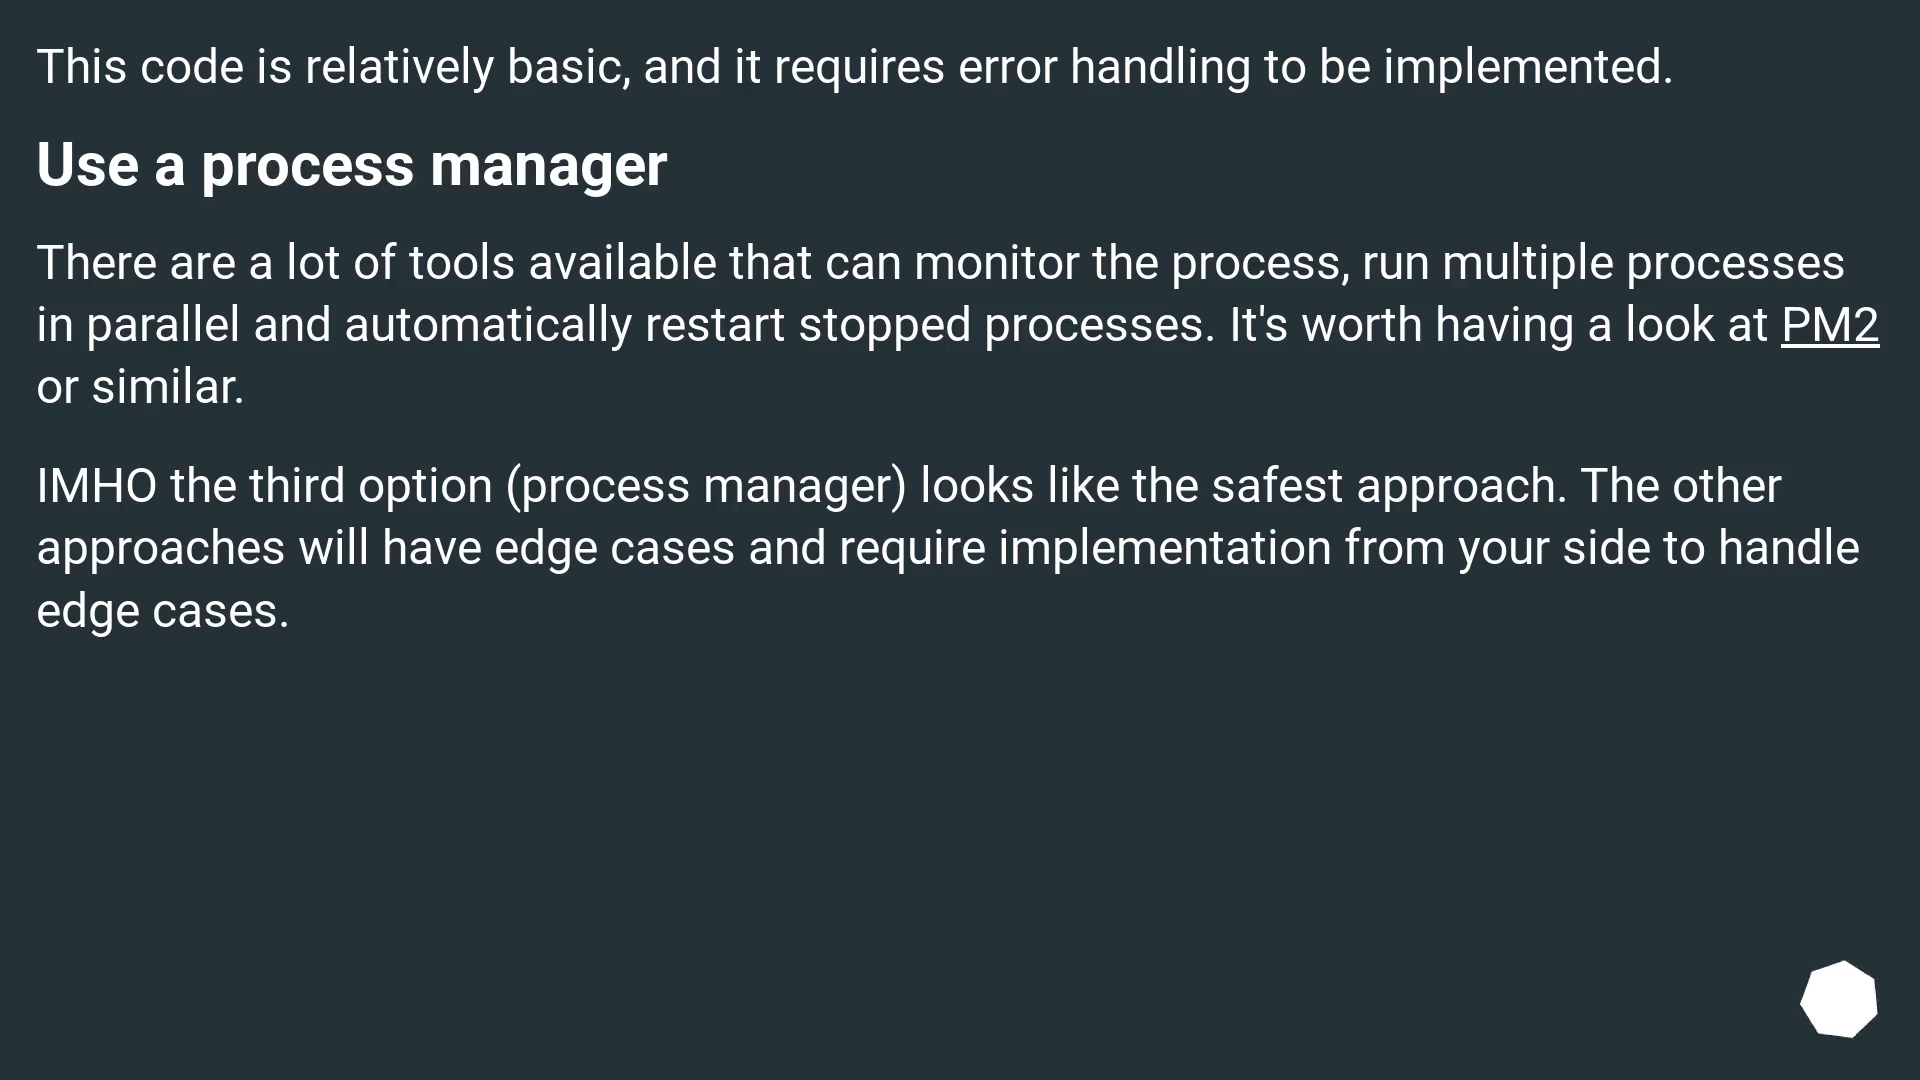 This code is relatively basic, and it requires error handling to be implemented.
Use a process manager
There are a lot of tools available that can monitor the process, run multiple processes
in parallel and automatically restart stopped processes. It's worth having a look at PM2
or similar.
IMHO the third option (process manager) looks like the safest approach. The other
approaches will have edge cases and require implementation from your side to handle
edge cases.